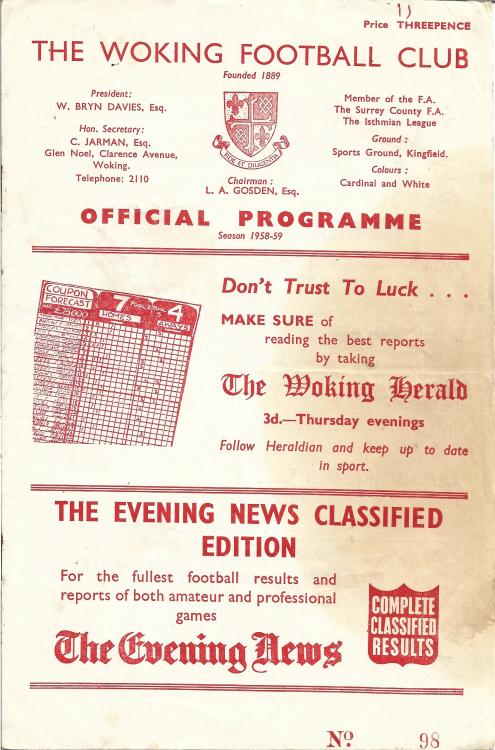 Price THREEPENCE
THE WOKING FOOTBALL CLUB
Founded 1889
President:
W. BRYN DAVIES, Esq.
Hon. Secretary:
C. JARMAN, Esq.
Glen Noel, Clarence Avenue,
Woking.
Telephone: 2110
FIDE ET DILIGENTIA
Chairman:
L. A. GOSDEN, Esq.
Member of the F.A.
The Surrey County F.A.
The Isthmian League
Ground:
Sports Ground, Kingfield.
Colours:
Cardinal and White
OFFICIAL PROGRAMME
Season 1958-59
COUPON
FORECAST
£75000
7
HOMES
4
AWAYS
Don't Trust To Luck . . .
MAKE SURE of
reading the best reports
by taking
The Woking Herald
3d.—Thursday evenings
Follow Heraldian and keep up to date
in sport.
THE EVENING NEWS CLASSIFIED
EDITION
For the fullest football results and
reports of both amateur and professional
games
The Evening News
COMPLETE
CLASSIFIED
RESULTS
No 98